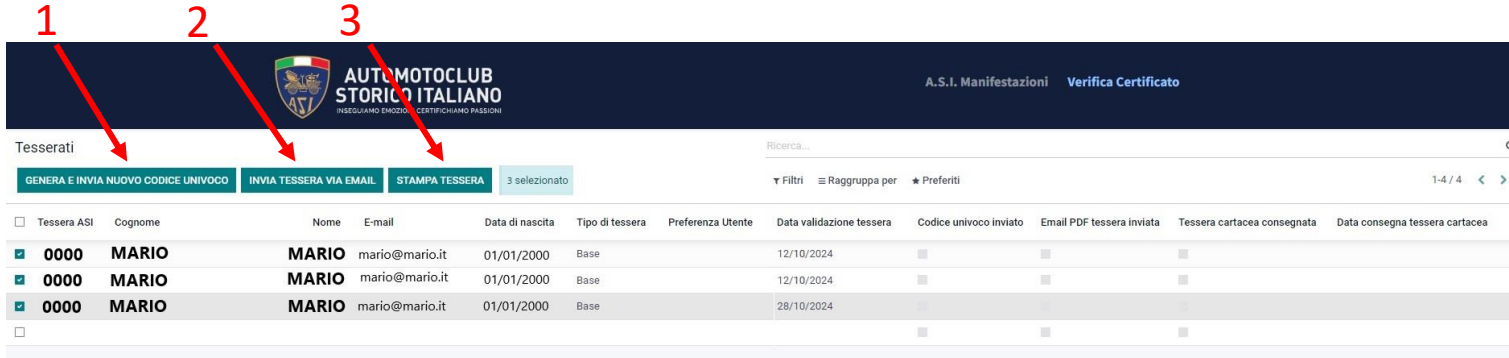 1 2 3
AUTOMOTOCLUB
STORICO ITALIANO
INSEGUIAMO EMOZIONI CERTIFICHIAMO PASSIONI
ASI
A.S.I. Manifestazioni Verifica Certificato
Tesserati
Ricerca...
GENERA E INVIA NUOVO CODICE UNIVOCO INVIA TESSERA VIA EMAIL STAMPA TESSERA 3 selezionato
Filtri Raggruppa per Preferiti 1-4 / 4
Tessera ASI Cognome Nome E-mail Data di nascita Tipo di tessera Preferenza Utente Data validazione tessera Codice univoco inviato Email PDF tessera inviata Tessera cartacea consegnata Data consegna tessera cartacea
0000 MARIO MARIO mario@mario.it 01/01/2000 Base 12/10/2024
0000 MARIO MARIO mario@mario.it 01/01/2000 Base 12/10/2024
0000 MARIO MARIO mario@mario.it 01/01/2000 Base 28/10/2024